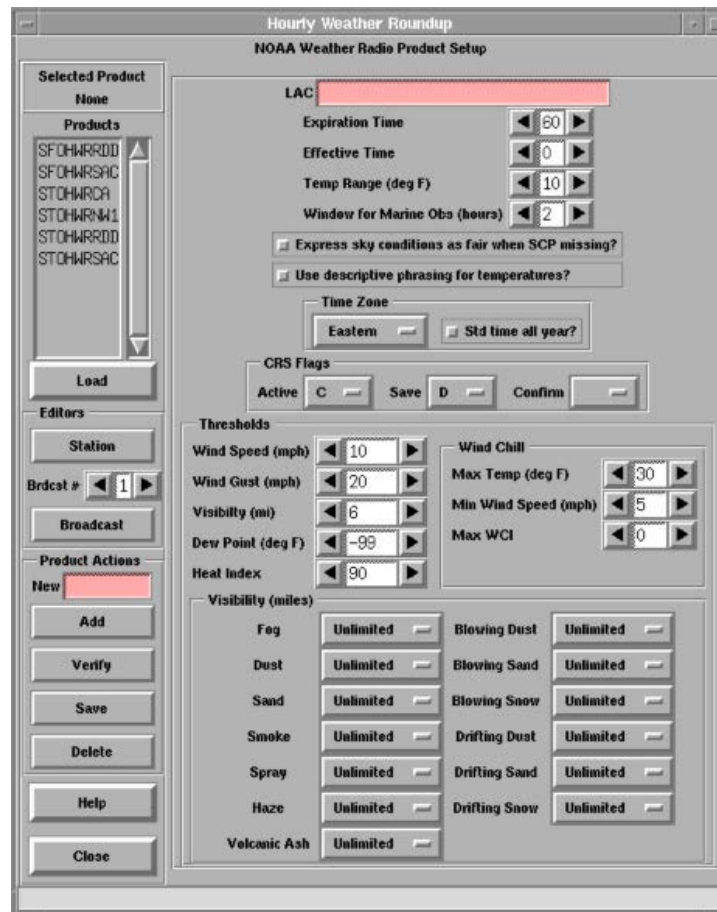 Hourly Weather Roundup
NOAA Weather Radio Product Setup
Selected Product
None
Products
SFOHWRRDD
SFOHWRSAC
STOHWRCA
STOHWRNW1
STOHWRRDD
STOHWRSAC
Load
Editors
Station
Brdcst # 1
Broadcast
Product Actions
New
Add
Verify
Save
Delete
Help
Close
LAC
Expiration Time 60
Effective Time 0
Temp Range (deg F) 10
Window for Marine Obs (hours) 2
Express sky conditions as fair when SCP missing?
Use descriptive phrasing for temperatures?
Time Zone
Eastern Std time all year?
CRS Flags
Active C Save D Confirm
Thresholds
Wind Speed (mph) 10
Wind Gust (mph) 20
Visibilty (mi) 6
Dew Point (deg F) -99
Heat Index 90
Wind Chill
Max Temp (deg F) 30
Min Wind Speed (mph) 5
Max WCI 0
Visibility (miles)
Fog Unlimited Blowing Dust Unlimited
Dust Unlimited Blowing Sand Unlimited
Sand Unlimited Blowing Snow Unlimited
Smoke Unlimited Drifting Dust Unlimited
Spray Unlimited Drifting Sand Unlimited
Haze Unlimited Drifting Snow Unlimited
Volcanic Ash Unlimited